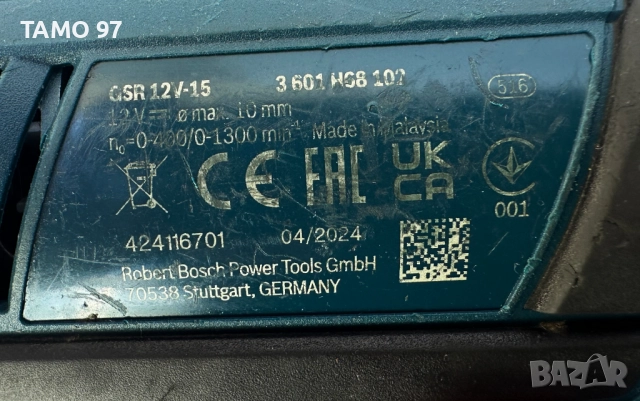 TAMO 97
GSR 12V-15 3 601 H68 102
12 V ⎓ ø max. 10 mm
n₀=0-400/0-1300 min⁻¹ Made in Malaysia
516
CE EAC UK CA
001
424116701 04/2024
Robert Bosch Power Tools GmbH
70538 Stuttgart, GERMANY
BAZAR.BG